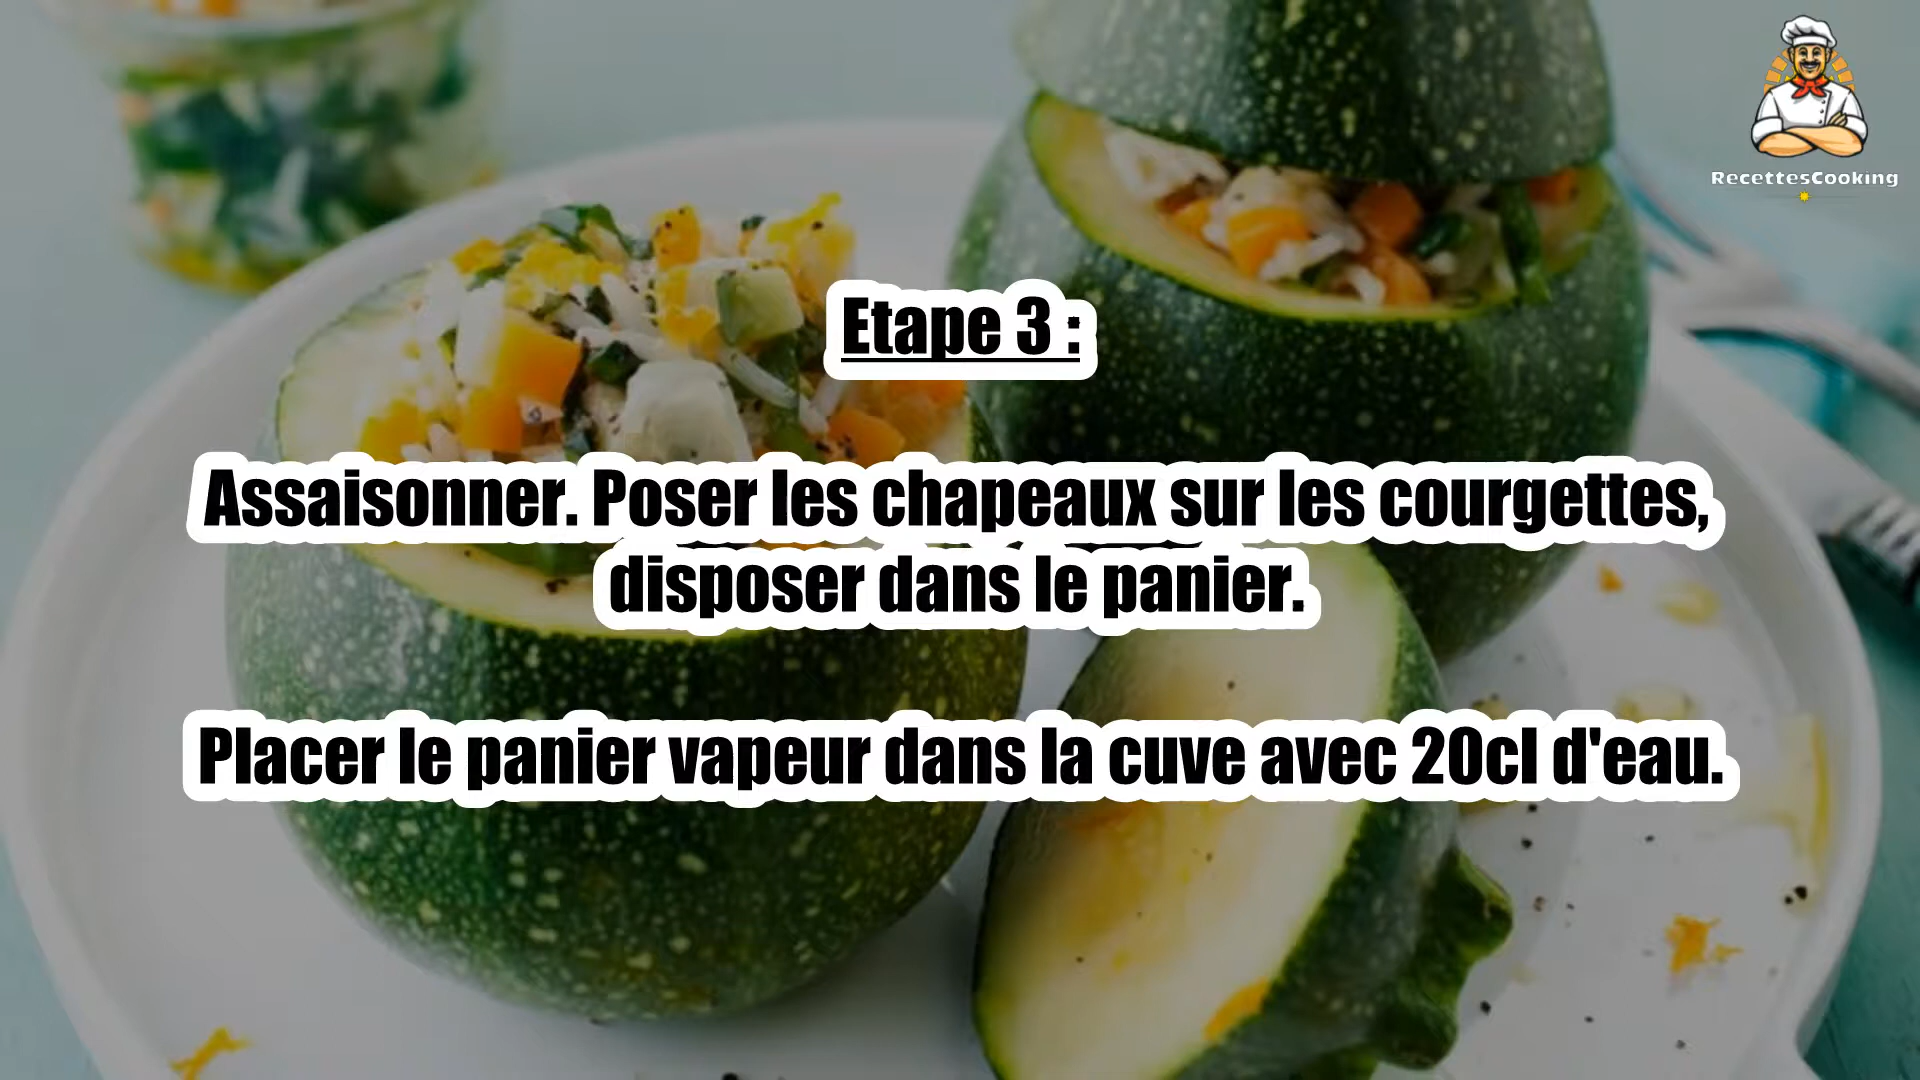 RecettesCooking
Etape 3 :
Assaisonner. Poser les chapeaux sur les courgettes,
disposer dans le panier.
Placer le panier vapeur dans la cuve avec 20cl d'eau.